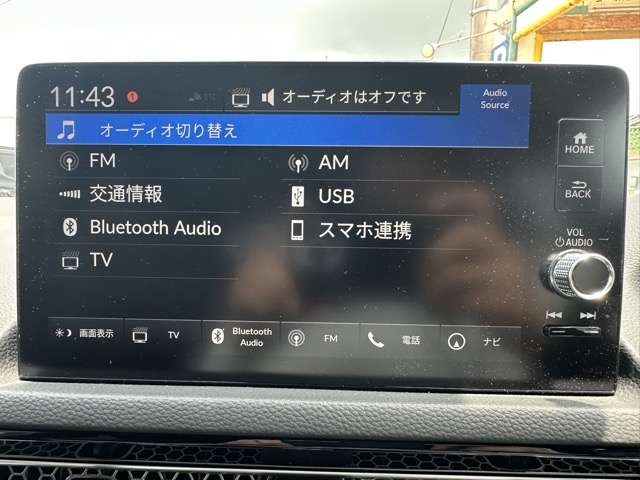 11:43
オーディオはオフです
Audio
Source
オーディオ切り替え
FM
AM
交通情報
USB
Bluetooth Audio
スマホ連携
TV
画面表示
TV
Bluetooth
Audio
FM
電話
ナビ
HOME
BACK
VOL
AUDIO